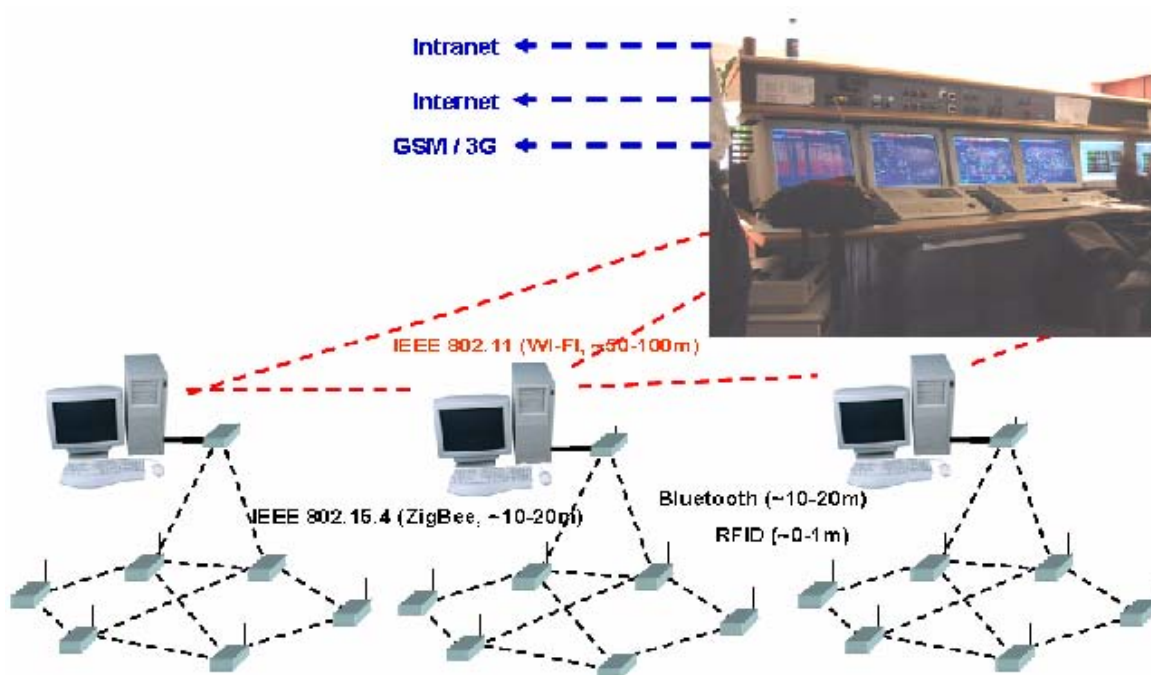 Intranet
Internet
GSM / 3G
IEEE 802.11 (WI-FI, ~50-100m)
Bluetooth (~10-20m)
IEEE 802.15.4 (ZigBee, ~10-20m)
RFID (~0-1m)